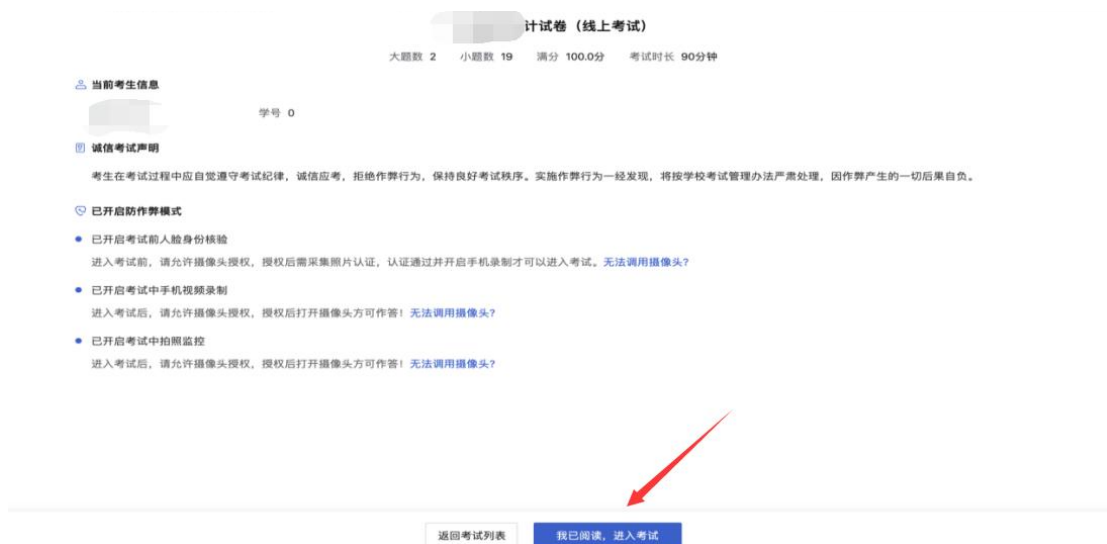 计试卷（线上考试）
大题数 2 小题数 19 满分 100.0分 考试时长 90分钟
当前考生信息
学号 0
诚信考试声明
考生在考试过程中应自觉遵守考试纪律，诚信应考，拒绝作弊行为，保持良好考试秩序。实施作弊行为一经发现，将按学校考试管理办法严肃处理，因作弊产生的一切后果自负。
已开启防作弊模式
已开启考试前人脸身份核验
进入考试前，请允许摄像头授权，授权后需采集照片认证，认证通过并开启手机录制才可以进入考试。无法调用摄像头?
已开启考试中手机视频录制
进入考试后，请允许摄像头授权，授权后打开摄像头方可作答！无法调用摄像头?
已开启考试中拍照监控
进入考试后，请允许摄像头授权，授权后打开摄像头方可作答！无法调用摄像头?
返回考试列表 我已阅读，进入考试